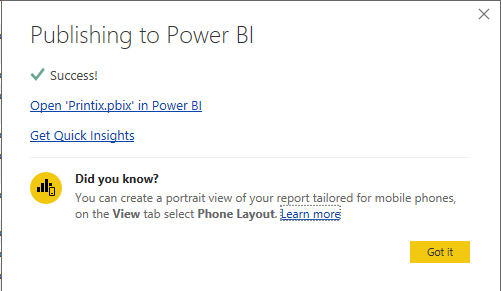 Publishing to Power BI
Success!
Open 'Printix.pbix' in Power BI
Get Quick Insights
Did you know?
You can create a portrait view of your report tailored for mobile phones,
on the View tab select Phone Layout. Learn more
Got it